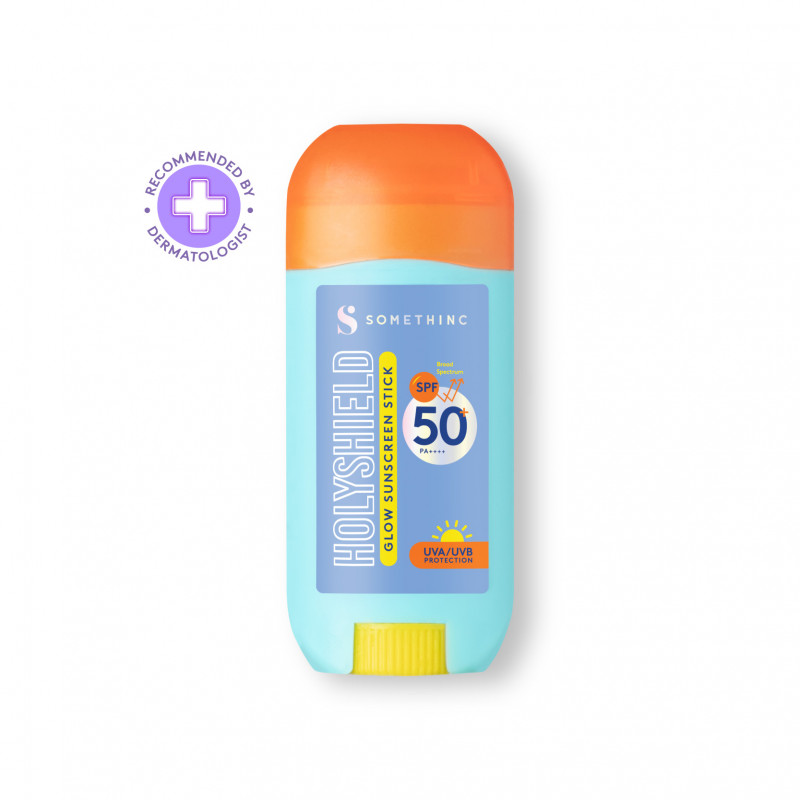 RECOMMENDED BY
DERMATOLOGIST
SOMETHINC
HOLYSHIELD
GLOW SUNSCREEN STICK
Broad
Spectrum
SPF
50+
PA++++
UVA/UVB
PROTECTION